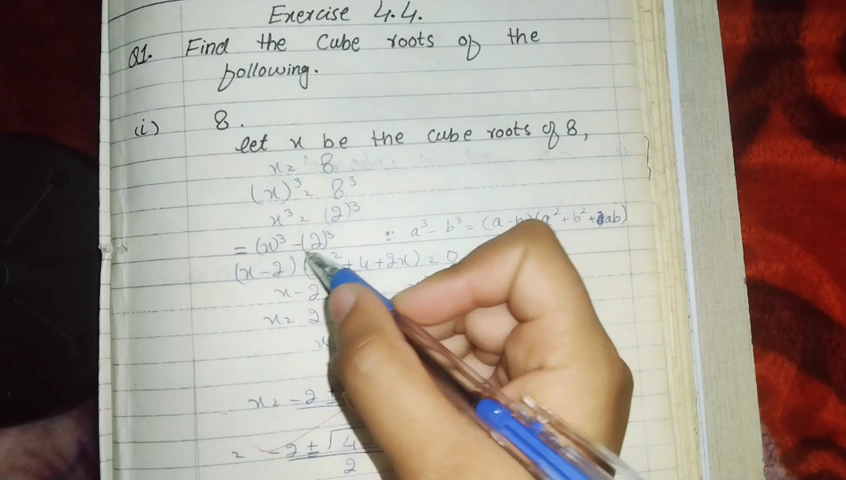 Exercise 4.4.
Q1. Find the Cube roots of the
following.
(i) 8.
let x be the cube roots of 8,
x = 8
(x)³ = 8³
x³ = (2)³
= (x)³ - (2)³ ∵ a³ - b³ = (a-b)(a² + b² + ab)
(x-2) ² + 4 + 2x) = 0
x - 2
x = 2
x = -2 ±
= -2 ± √4
2